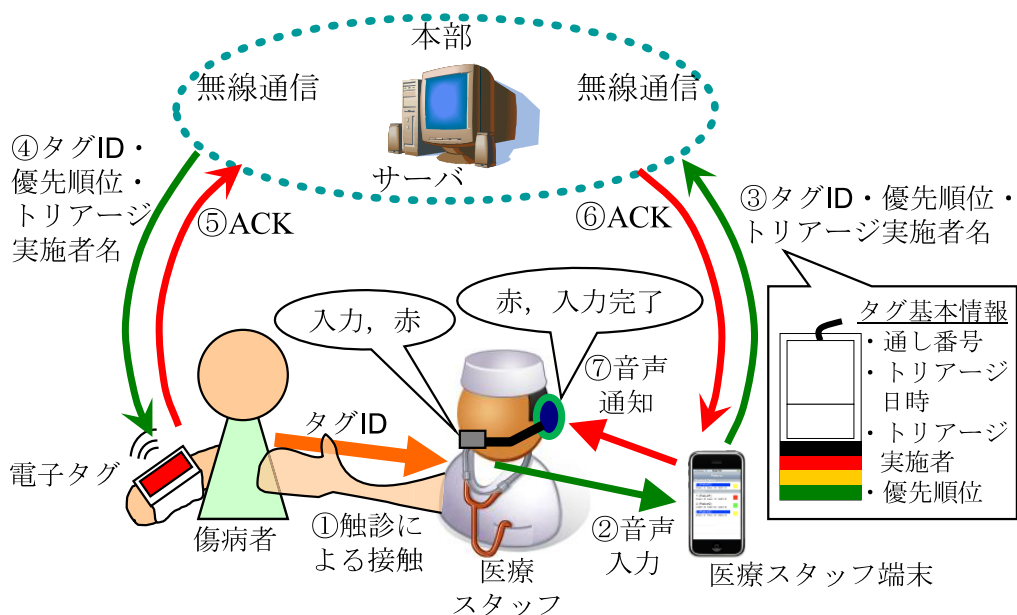 本部
無線通信
無線通信
サーバ
④タグID・
優先順位・
トリアージ
実施者名
⑤ACK
⑥ACK
③タグID・優先順位・
トリアージ実施者名
入力，赤
赤，入力完了
⑦音声
通知
タグ基本情報
・通し番号
・トリアージ
日時
・トリアージ
実施者
・優先順位
タグID
電子タグ
傷病者
①触診に
よる接触
医療
スタッフ
②音声
入力
医療スタッフ端末